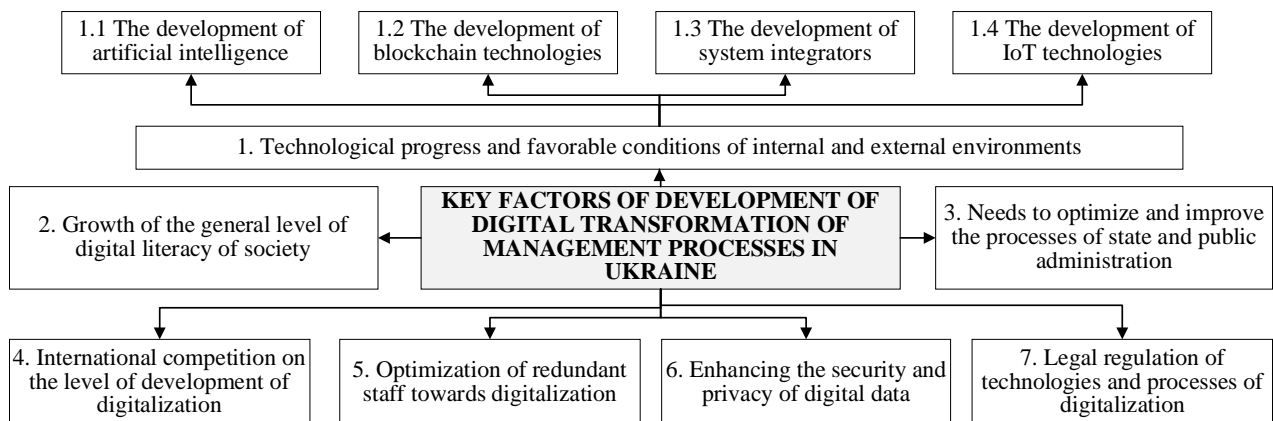 1.1 The development of
artificial intelligence
1.2 The development of
blockchain technologies
1.3 The development of
system integrators
1.4 The development of
IoT technologies
1. Technological progress and favorable conditions of internal and external environments
2. Growth of the general level of
digital literacy of society
KEY FACTORS OF DEVELOPMENT OF
DIGITAL TRANSFORMATION OF
MANAGEMENT PROCESSES IN
UKRAINE
3. Needs to optimize and improve
the processes of state and public
administration
4. International competition on
the level of development of
digitalization
5. Optimization of redundant
staff towards digitalization
6. Enhancing the security and
privacy of digital data
7. Legal regulation of
technologies and processes of
digitalization